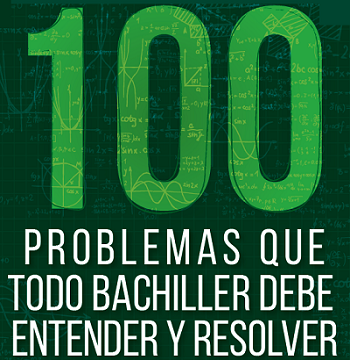 100
PROBLEMAS QUE
TODO BACHILLER DEBE
ENTENDER Y RESOLVER